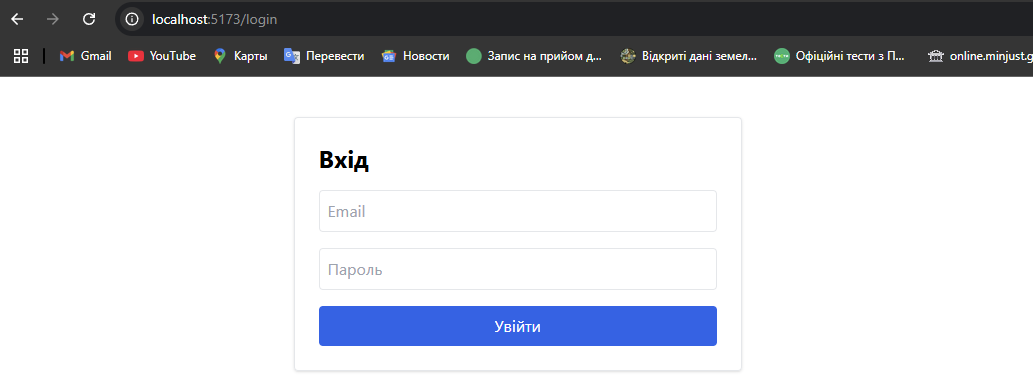 localhost:5173/login
Gmail YouTube Карты Перевести Новости Запис на прийом д... Відкриті дані земел... Офіційні тести з П... online.minjust.g
Вхід
Email
Пароль
Увійти